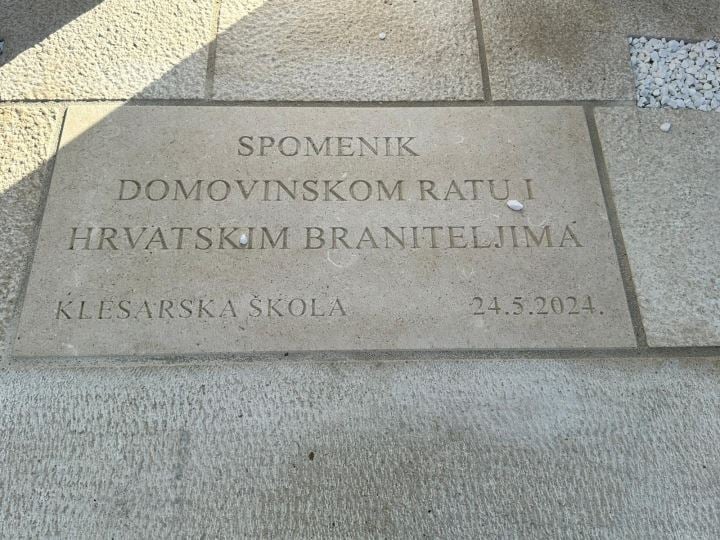 SPOMENIK
DOMOVINSKOM RATU I
HRVATSKIM BRANITELJIMA
KLESARSKA ŠKOLA 24.5.2024.